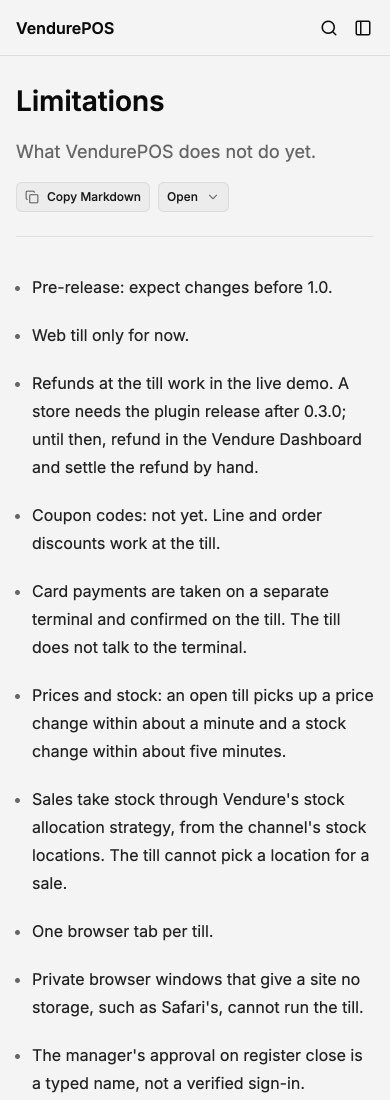 VendurePOS
Limitations
What VendurePOS does not do yet.
Copy Markdown
Open
• Pre-release: expect changes before 1.0.
• Web till only for now.
• Refunds at the till work in the live demo. A
store needs the plugin release after 0.3.0;
until then, refund in the Vendure Dashboard
and settle the refund by hand.
• Coupon codes: not yet. Line and order
discounts work at the till.
• Card payments are taken on a separate
terminal and confirmed on the till. The till
does not talk to the terminal.
• Prices and stock: an open till picks up a price
change within about a minute and a stock
change within about five minutes.
• Sales take stock through Vendure's stock
allocation strategy, from the channel's stock
locations. The till cannot pick a location for a
sale.
• One browser tab per till.
• Private browser windows that give a site no
storage, such as Safari's, cannot run the till.
• The manager's approval on register close is
a typed name, not a verified sign-in.